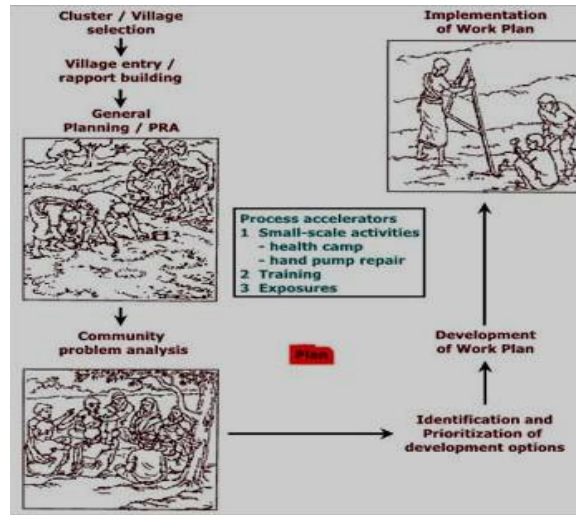 Cluster / Village
selection
Village entry /
rapport building
General
Planning / PRA
Community
problem analysis
Process accelerators
1 Small-scale activities
- health camp
- hand pump repair
2 Training
3 Exposures
Plan
Identification and
Prioritization of
development options
Development
of Work Plan
Implementation
of Work Plan